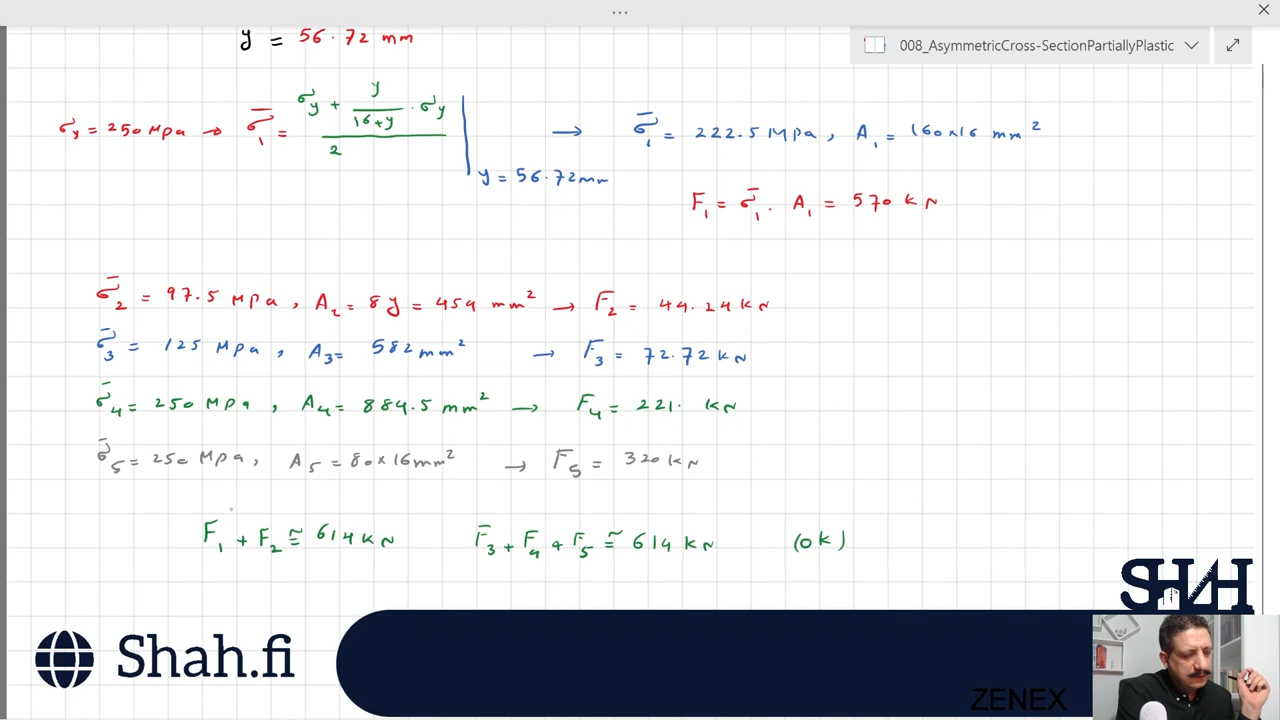 y = 56.72 mm
008_AsymmetricCross-SectionPartiallyPlastic
σy = 250 MPa → σ̄1 = (σy + y/(16+y) · σy)/2 | y = 56.72mm → σ̄1 = 222.5 MPa, A1 = 160×16 mm²
F1 = σ̄1 · A1 = 570 kN
σ̄2 = 97.5 MPa, A2 = 8y = 454 mm² → F2 = 44.24 kN
σ̄3 = 125 MPa, A3 = 582 mm² → F3 = 72.72 kN
σ̄4 = 250 MPa, A4 = 884.5 mm² → F4 = 221. kN
σ̄5 = 250 MPa, A5 = 80×16 mm² → F5 = 320 kN
F1 + F2 ≅ 614 kN F3 + F4 + F5 ≅ 614 kN (ok)
SHAH
Shah.fi
ZENEX